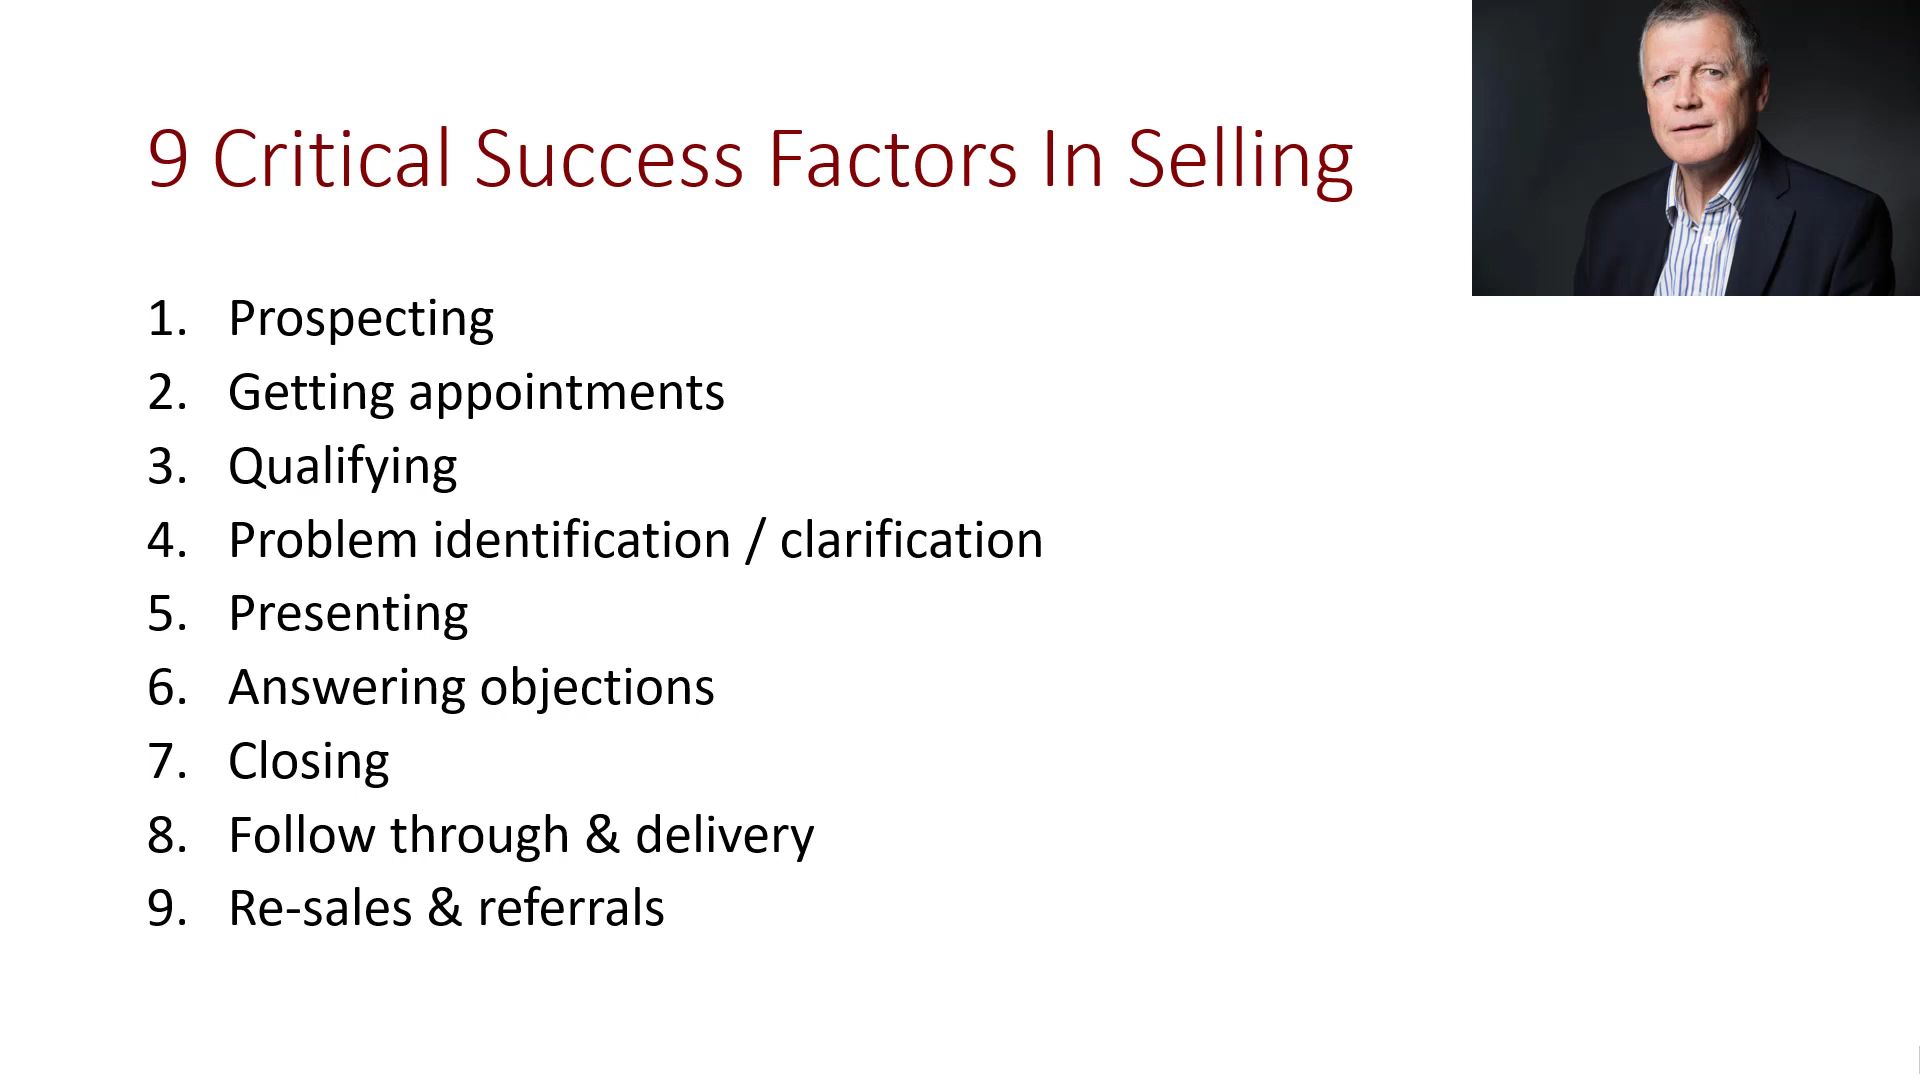 9 Critical Success Factors In Selling
1. Prospecting
2. Getting appointments
3. Qualifying
4. Problem identification / clarification
5. Presenting
6. Answering objections
7. Closing
8. Follow through & delivery
9. Re-sales & referrals